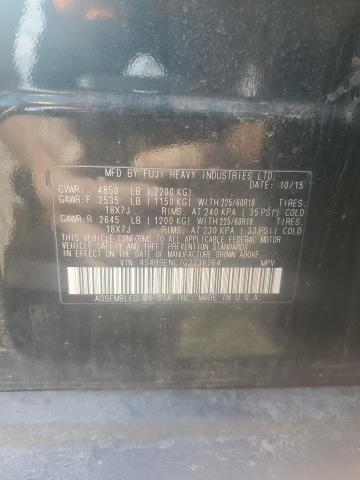 MFD BY FUJI HEAVY INDUSTRIES LTD.
DATE: 10/15
GVWR: 4850 LB (2200 KG)
GAWR:F 2535 LB (1150 KG) WITH 225/60R18 TIRES.
18X7J RIMS. AT 240 KPA ( 35 PSI) COLD
GAWR:R 2645 LB (1200 KG) WITH 225/60R18 TIRES.
18X7J RIMS. AT 230 KPA ( 33 PSI) COLD
THIS VEHICLE CONFORMS TO ALL APPLICABLE FEDERAL MOTOR VEHICLE
SAFETY, BUMPER, AND THEFT PREVENTION STANDARDS
IN EFFECT ON THE DATE OF MANUFACTURE SHOWN ABOVE.
VIN: 4S4BSENC7G3236264 MPV
ASSEMBLED BY SIA INC. MADE IN U.S.A.